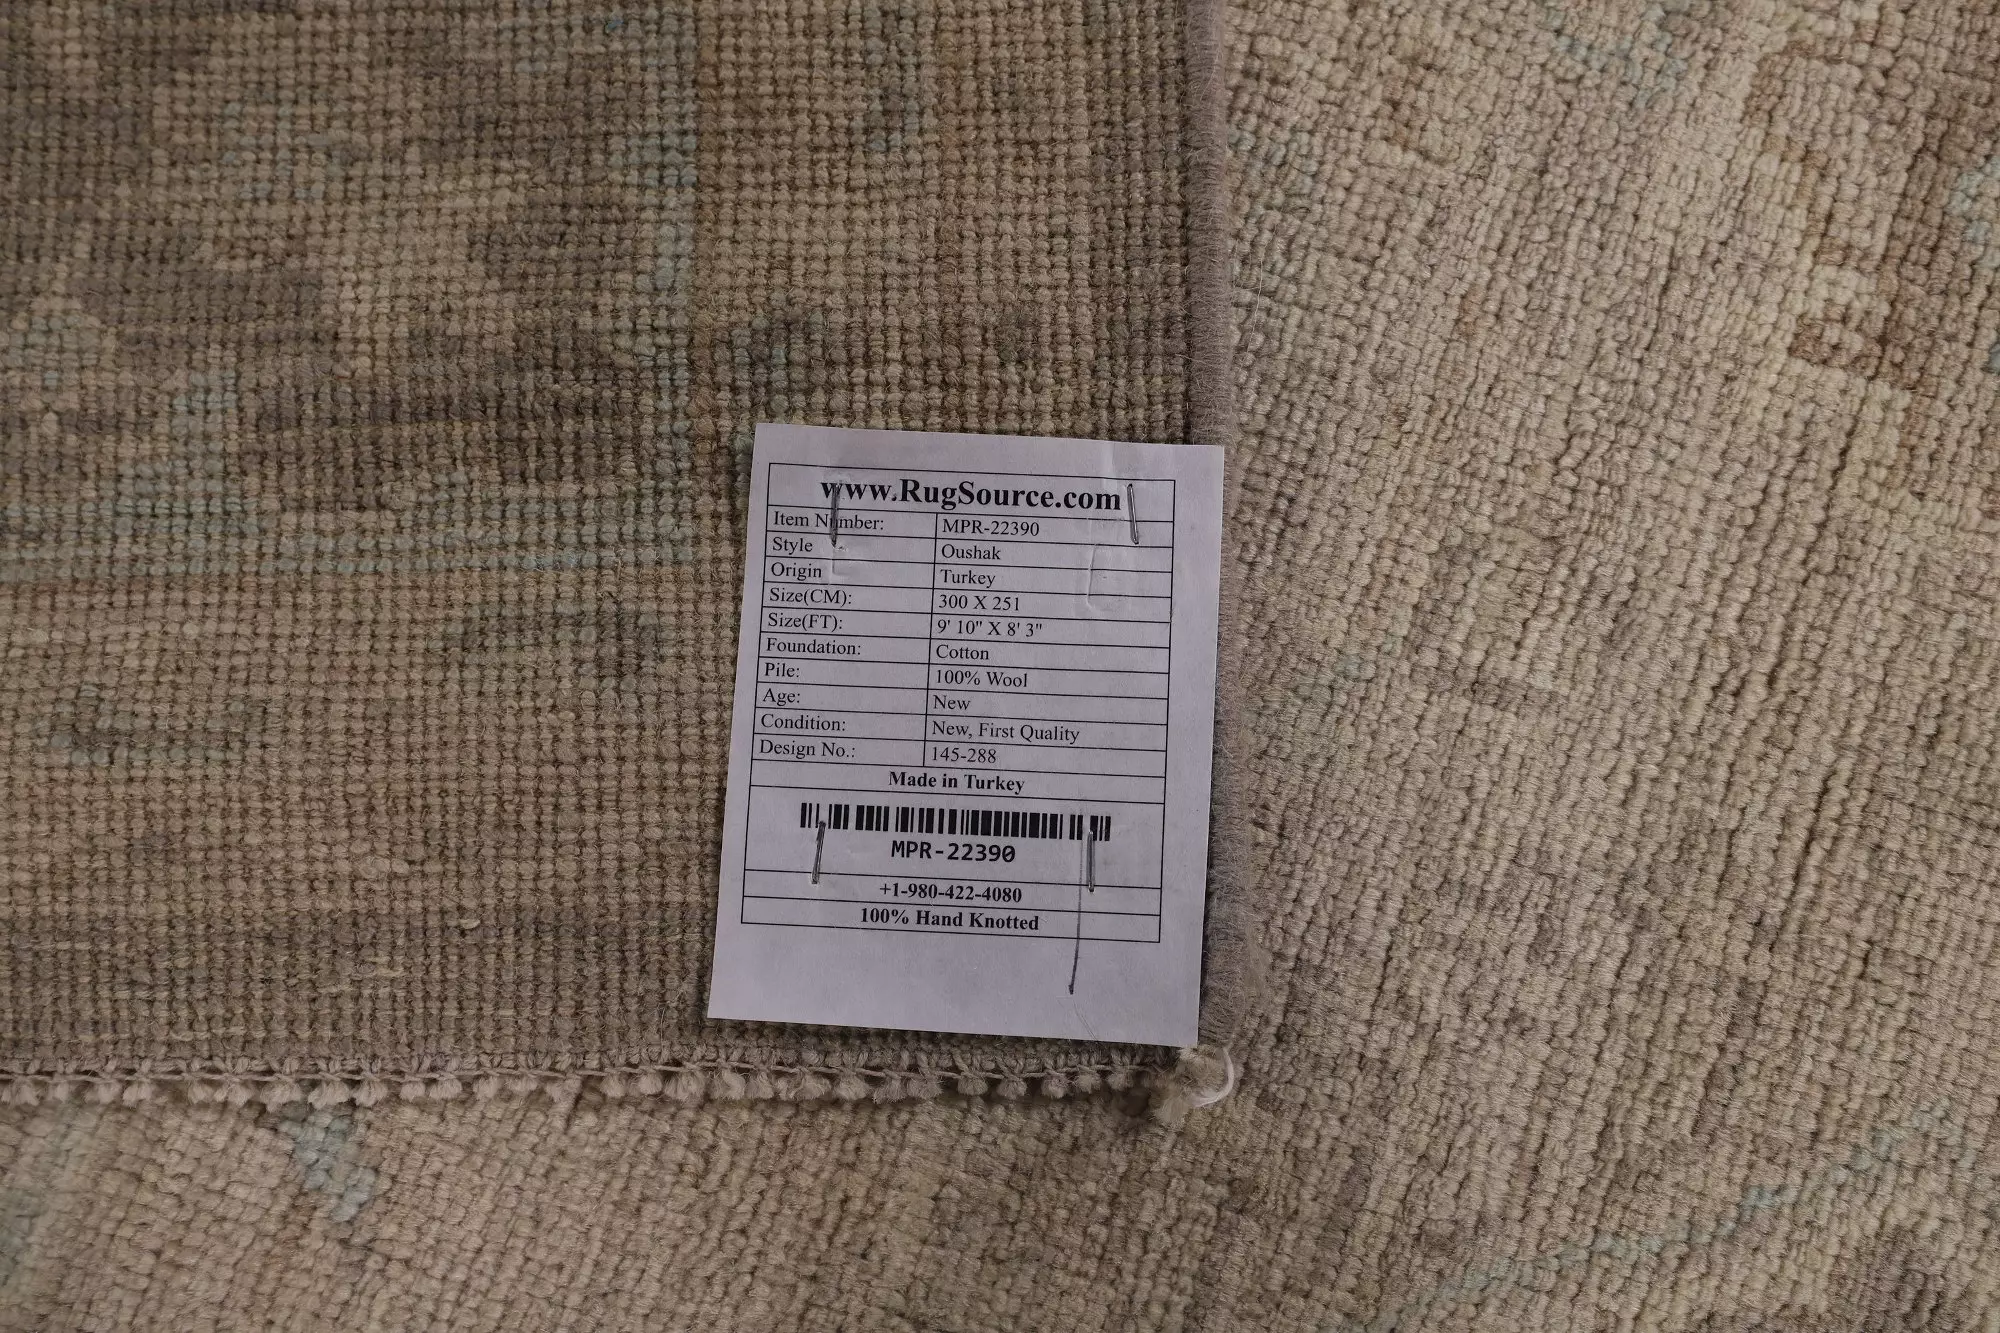 www.RugSource.com
Item Number: MPR-22390
Style Oushak
Origin Turkey
Size(CM): 300 X 251
Size(FT): 9' 10" X 8' 3"
Foundation: Cotton
Pile: 100% Wool
Age: New
Condition: New, First Quality
Design No.: 145-288
Made in Turkey
MPR-22390
+1-980-422-4080
100% Hand Knotted